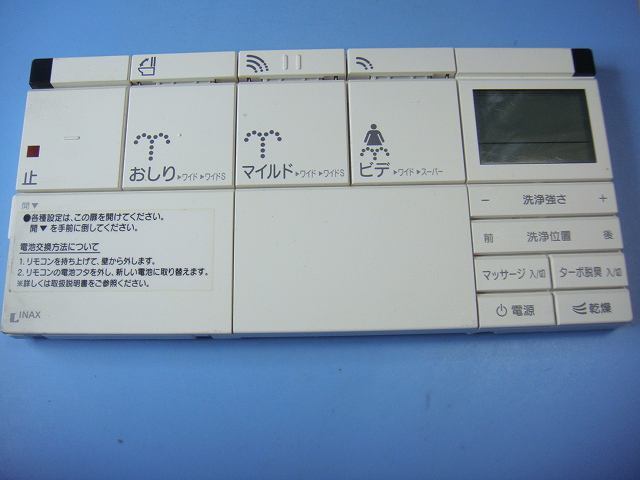 止
おしり ▶ワイド ▶ワイドS
マイルド ▶ワイド ▶ワイドS
ビデ ▶ワイド ▶スーパー
− 洗浄強さ +
前 洗浄位置 後
マッサージ 入/切
ターボ脱臭 入/切
電源
乾燥
開▼
●各種設定は、この扉を開けてください。
開▼を手前に倒してください。
電池交換方法について
1. リモコンを持ち上げて、壁から外します。
2. リモコンの電池フタを外し、新しい電池に取り替えます。
※詳しくは取扱説明書をご参照ください。
INAX